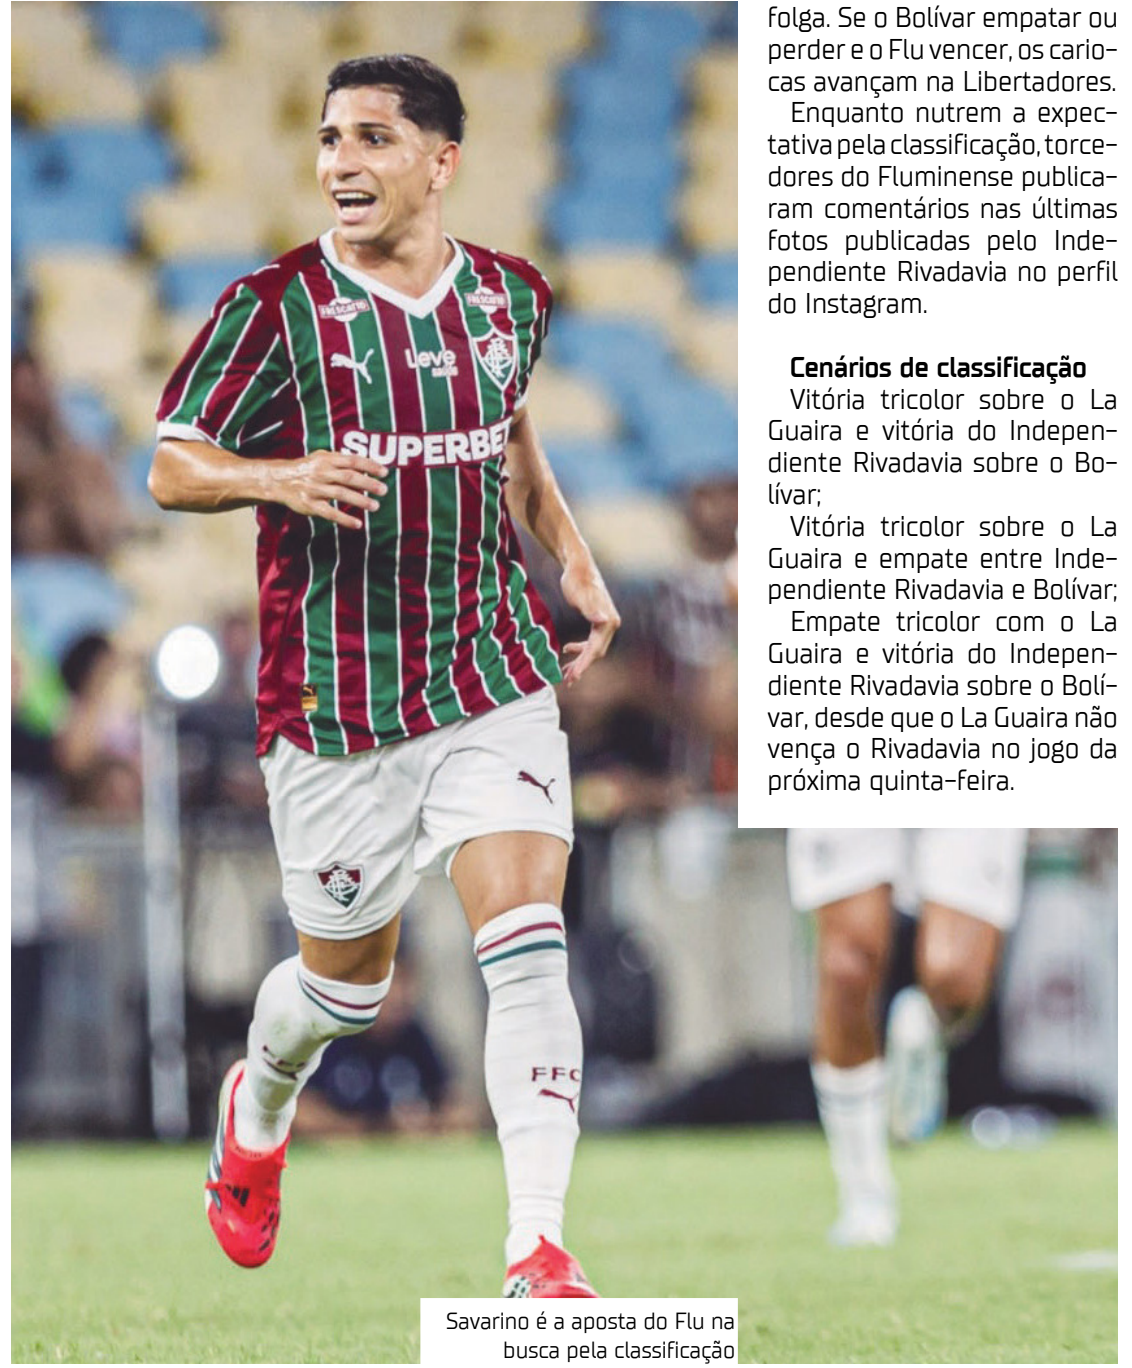 folga. Se o Bolívar empatar ou
perder e o Flu vencer, os cario-
cas avançam na Libertadores.
Enquanto nutrem a expec-
tativa pela classificação, torce-
dores do Fluminense publica-
ram comentários nas últimas
fotos publicadas pelo Inde-
pendiente Rivadavia no perfil
do Instagram.
Cenários de classificação
Vitória tricolor sobre o La
Guaira e vitória do Indepen-
diente Rivadavia sobre o Bo-
lívar;
Vitória tricolor sobre o La
Guaira e empate entre Inde-
pendiente Rivadavia e Bolívar;
Empate tricolor com o La
Guaira e vitória do Indepen-
diente Rivadavia sobre o Bolí-
var, desde que o La Guaira não
vença o Rivadavia no jogo da
próxima quinta-feira.
FRESCATTO
FRESCATTO
Leve
saúde
SUPERBET
FFC
FFC
Savarino é a aposta do Flu na
busca pela classificação